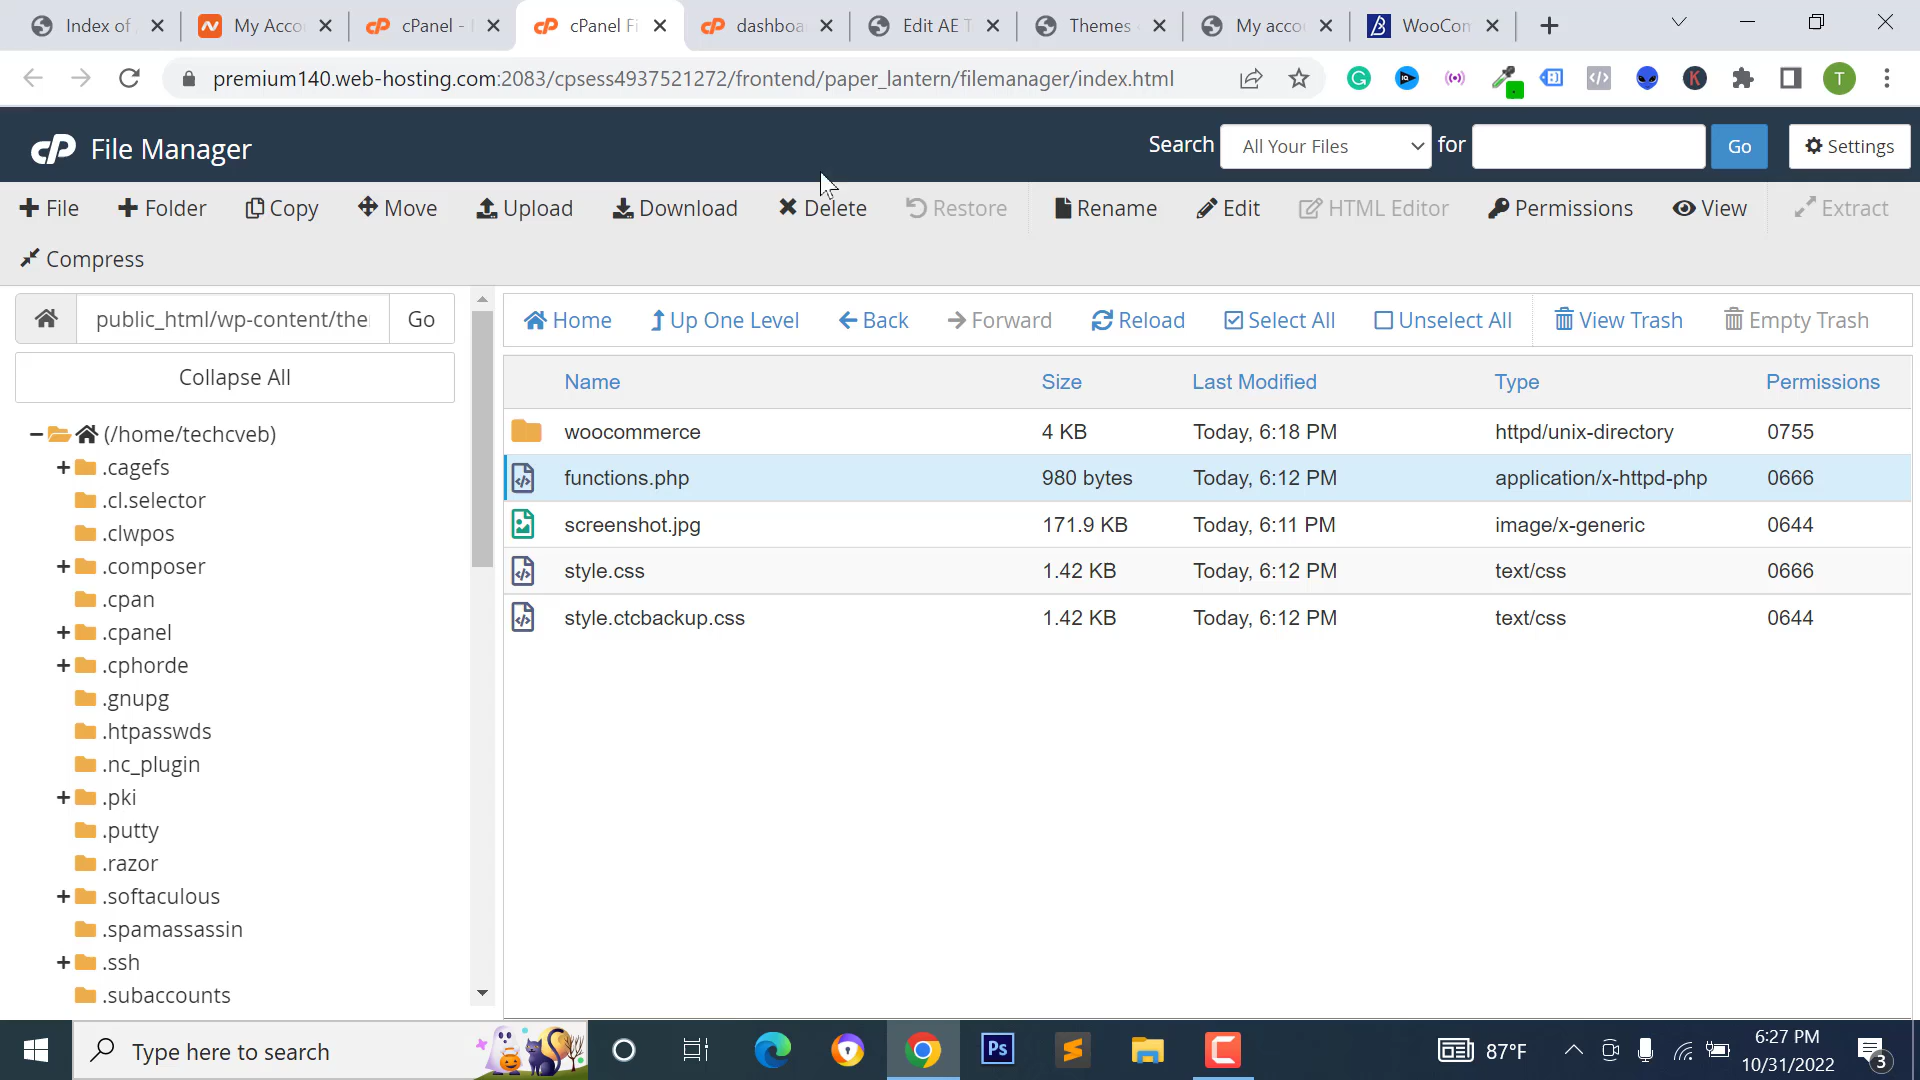 Index of
My Acco
cPanel -
cPanel Fi
dashboa
Edit AE T
Themes
My accou
WooCom
premium140.web-hosting.com:2083/cpsess4937521272/frontend/paper_lantern/filemanager/index.html
T
cP File Manager
Search All Your Files for Go Settings
File Folder Copy Move Upload Download Delete Restore Rename Edit HTML Editor Permissions View Extract
Compress
public_html/wp-content/the Go
Collapse All
(/home/techcveb)
.cagefs
.cl.selector
.clwpos
.composer
.cpan
.cpanel
.cphorde
.gnupg
.htpasswds
.nc_plugin
.pki
.putty
.razor
.softaculous
.spamassassin
.ssh
.subaccounts
Home Up One Level Back Forward Reload Select All Unselect All View Trash Empty Trash
Name Size Last Modified Type Permissions
woocommerce 4 KB Today, 6:18 PM httpd/unix-directory 0755
functions.php 980 bytes Today, 6:12 PM application/x-httpd-php 0666
screenshot.jpg 171.9 KB Today, 6:11 PM image/x-generic 0644
style.css 1.42 KB Today, 6:12 PM text/css 0666
style.ctcbackup.css 1.42 KB Today, 6:12 PM text/css 0644
Type here to search
Ps
87°F
6:27 PM
10/31/2022
3